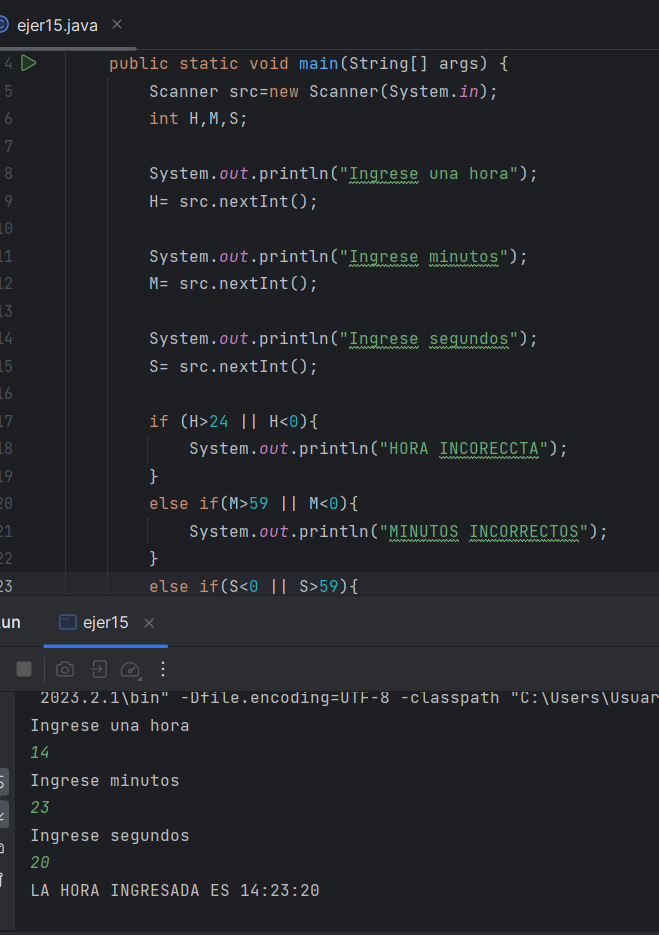 ejer15.java
4 public static void main(String[] args) {
5 Scanner src=new Scanner(System.in);
6 int H,M,S;
7
8 System.out.println("Ingrese una hora");
9 H= src.nextInt();
10
11 System.out.println("Ingrese minutos");
12 M= src.nextInt();
13
14 System.out.println("Ingrese segundos");
15 S= src.nextInt();
16
17 if (H>24 || H<0){
18 System.out.println("HORA INCORECCTA");
19 }
20 else if(M>59 || M<0){
21 System.out.println("MINUTOS INCORRECTOS");
22 }
23 else if(S<0 || S>59){
un ejer15
2023.2.1\bin" -Dfile.encoding=UTF-8 -classpath "C:\Users\Usuar
Ingrese una hora
14
Ingrese minutos
23
Ingrese segundos
20
LA HORA INGRESADA ES 14:23:20